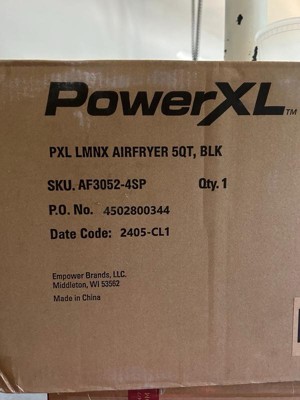 PowerXL™
PXL LMNX AIRFRYER 5QT, BLK
SKU. AF3052-4SP Qty. 1
P.O. No. 4502800344
Date Code: 2405-CL1
Empower Brands, LLC.
Middleton, WI 53562
Made in China